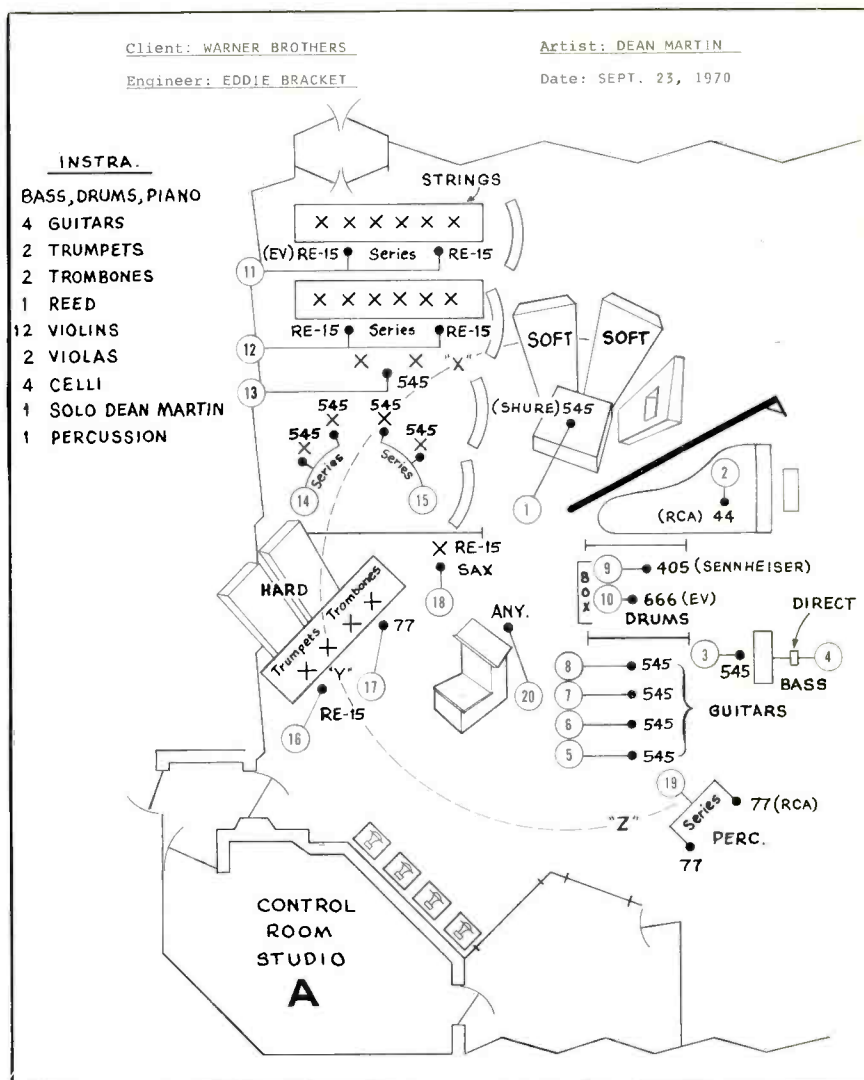 Client: WARNER BROTHERS
Artist: DEAN MARTIN
Engineer: EDDIE BRACKET
Date: SEPT. 23, 1970
INSTRA.
BASS, DRUMS, PIANO
4 GUITARS
2 TRUMPETS
2 TROMBONES
1 REED
12 VIOLINS
2 VIOLAS
4 CELLI
1 SOLO DEAN MARTIN
1 PERCUSSION
STRINGS
X X X X X X
(EV) RE-15 Series RE-15
11
X X X X X X
RE-15 Series RE-15
12
X X "X"
545
13
545 545
X X
545 545
X X
Series Series
14 15
SOFT SOFT
(SHURE) 545
1
2
(RCA) 44
X RE-15
SAX
18
HARD
Trumpets Trombones
"Y"
77
17
RE-15
16
ANY.
20
BOX
9 405 (SENNHEISER)
10 666 (EV)
DRUMS
DIRECT
3 545 4
BASS
8 545
7 545
6 545
5 545
GUITARS
19
Series 77 (RCA)
"Z"
PERC.
77
CONTROL
ROOM
STUDIO
A